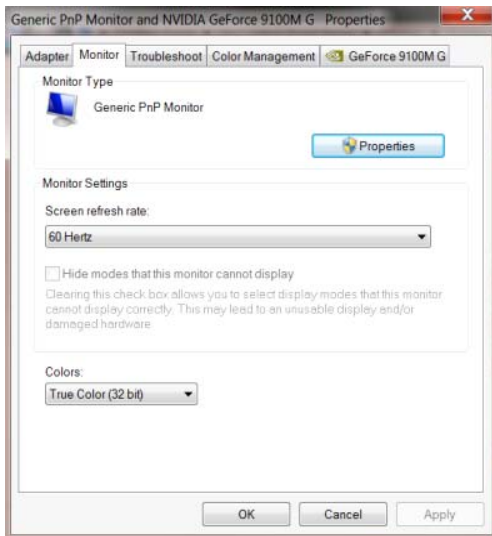 Generic PnP Monitor and NVIDIA GeForce 9100M G Properties
Adapter Monitor Troubleshoot Color Management GeForce 9100M G
Monitor Type
Generic PnP Monitor
Properties
Monitor Settings
Screen refresh rate:
60 Hertz
Hide modes that this monitor cannot display
Clearing this check box allows you to select display modes that this monitor
cannot display correctly. This may lead to an unusable display and/or
damaged hardware.
Colors:
True Color (32 bit)
OK Cancel Apply